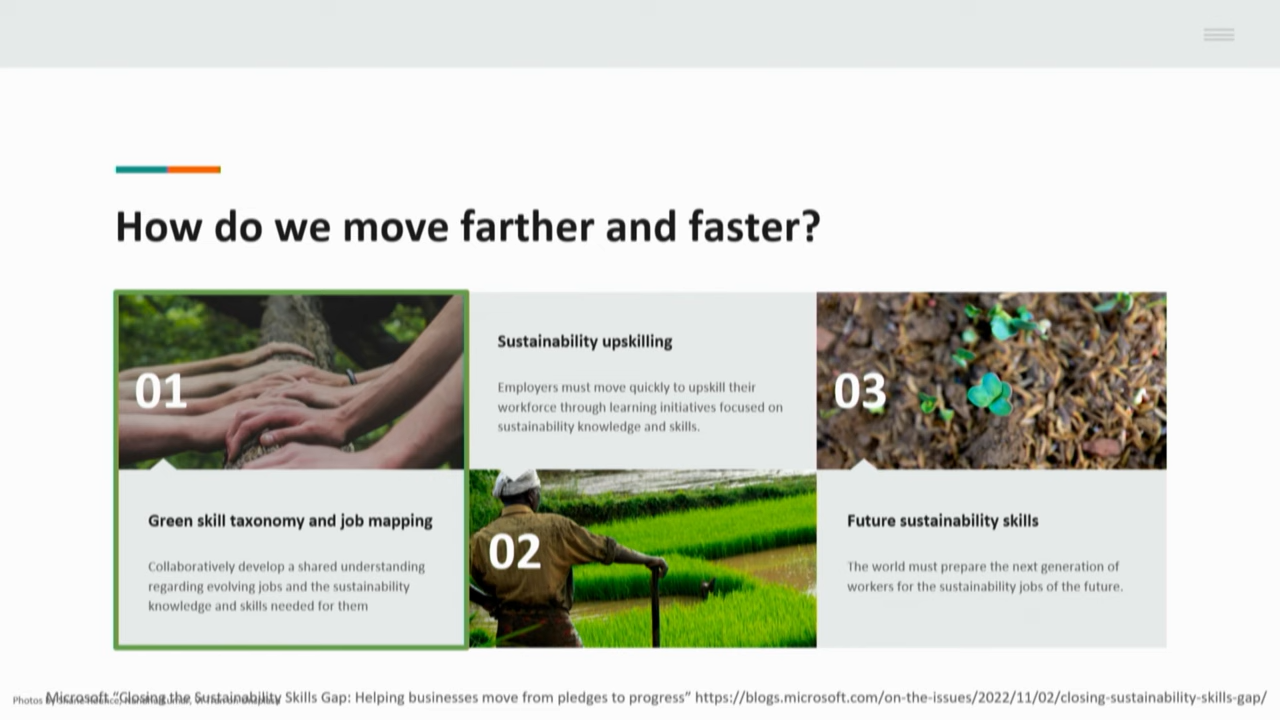 How do we move farther and faster?
01
Green skill taxonomy and job mapping
Collaboratively develop a shared understanding
regarding evolving jobs and the sustainability
knowledge and skills needed for them
Sustainability upskilling
Employers must move quickly to upskill their
workforce through learning initiatives focused on
sustainability knowledge and skills.
02
03
Future sustainability skills
The world must prepare the next generation of
workers for the sustainability jobs of the future.
Photos
Microsoft “Closing the Sustainability Skills Gap: Helping businesses move from pledges to progress” https://blogs.microsoft.com/on-the-issues/2022/11/02/closing-sustainability-skills-gap/